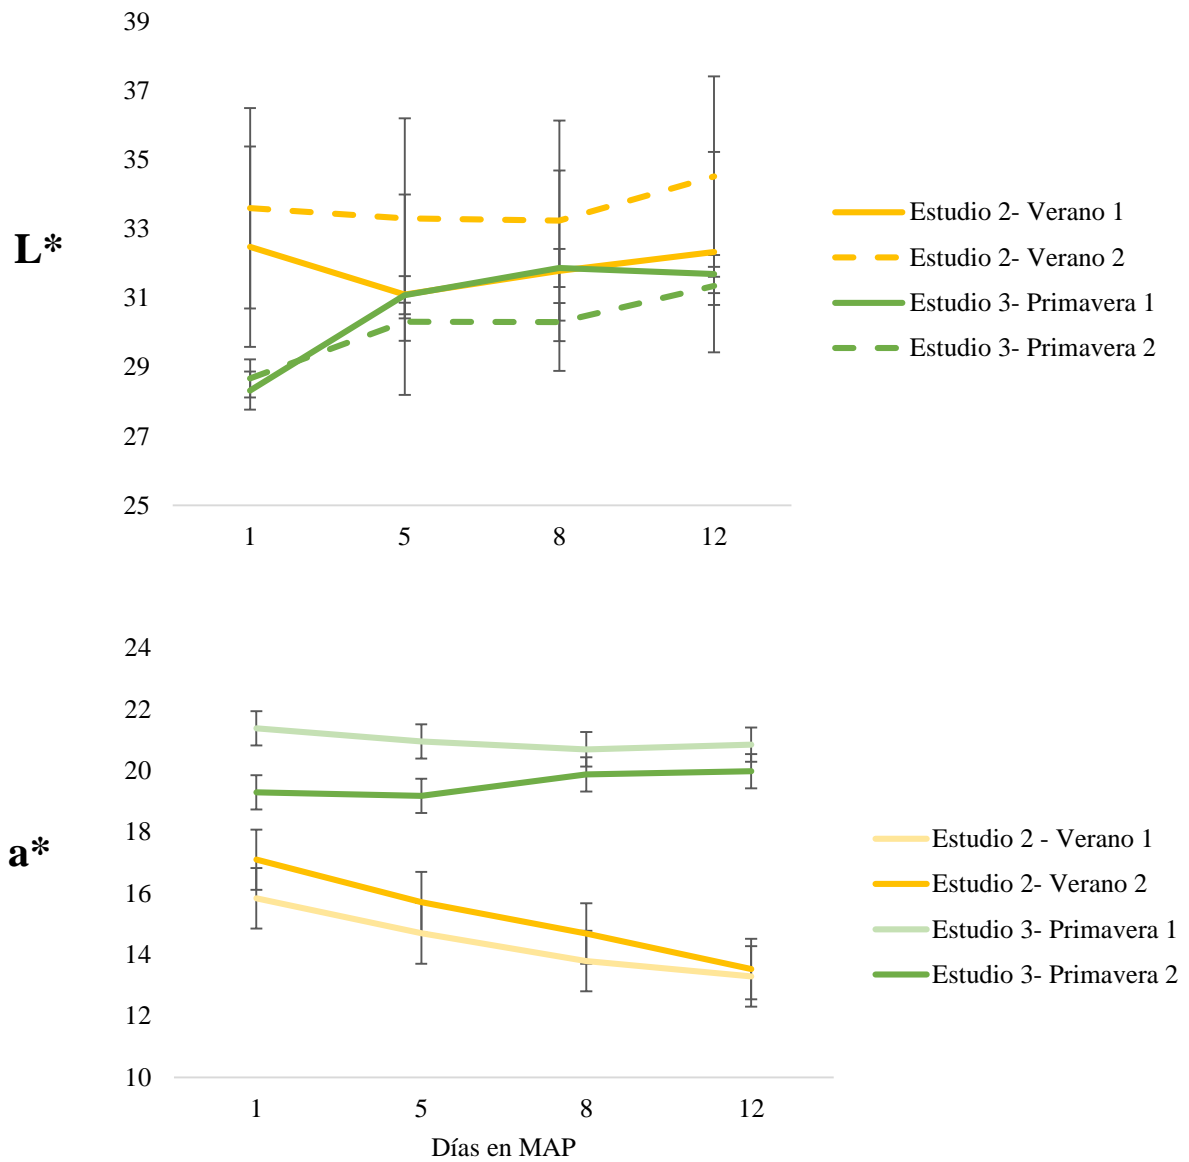 39
37
35
33
31
29
27
25
L*
1 5 8 12
Estudio 2- Verano 1
Estudio 2- Verano 2
Estudio 3- Primavera 1
Estudio 3- Primavera 2
24
22
20
18
16
14
12
10
a*
1 5 8 12
Días en MAP
Estudio 2 - Verano 1
Estudio 2- Verano 2
Estudio 3- Primavera 1
Estudio 3- Primavera 2